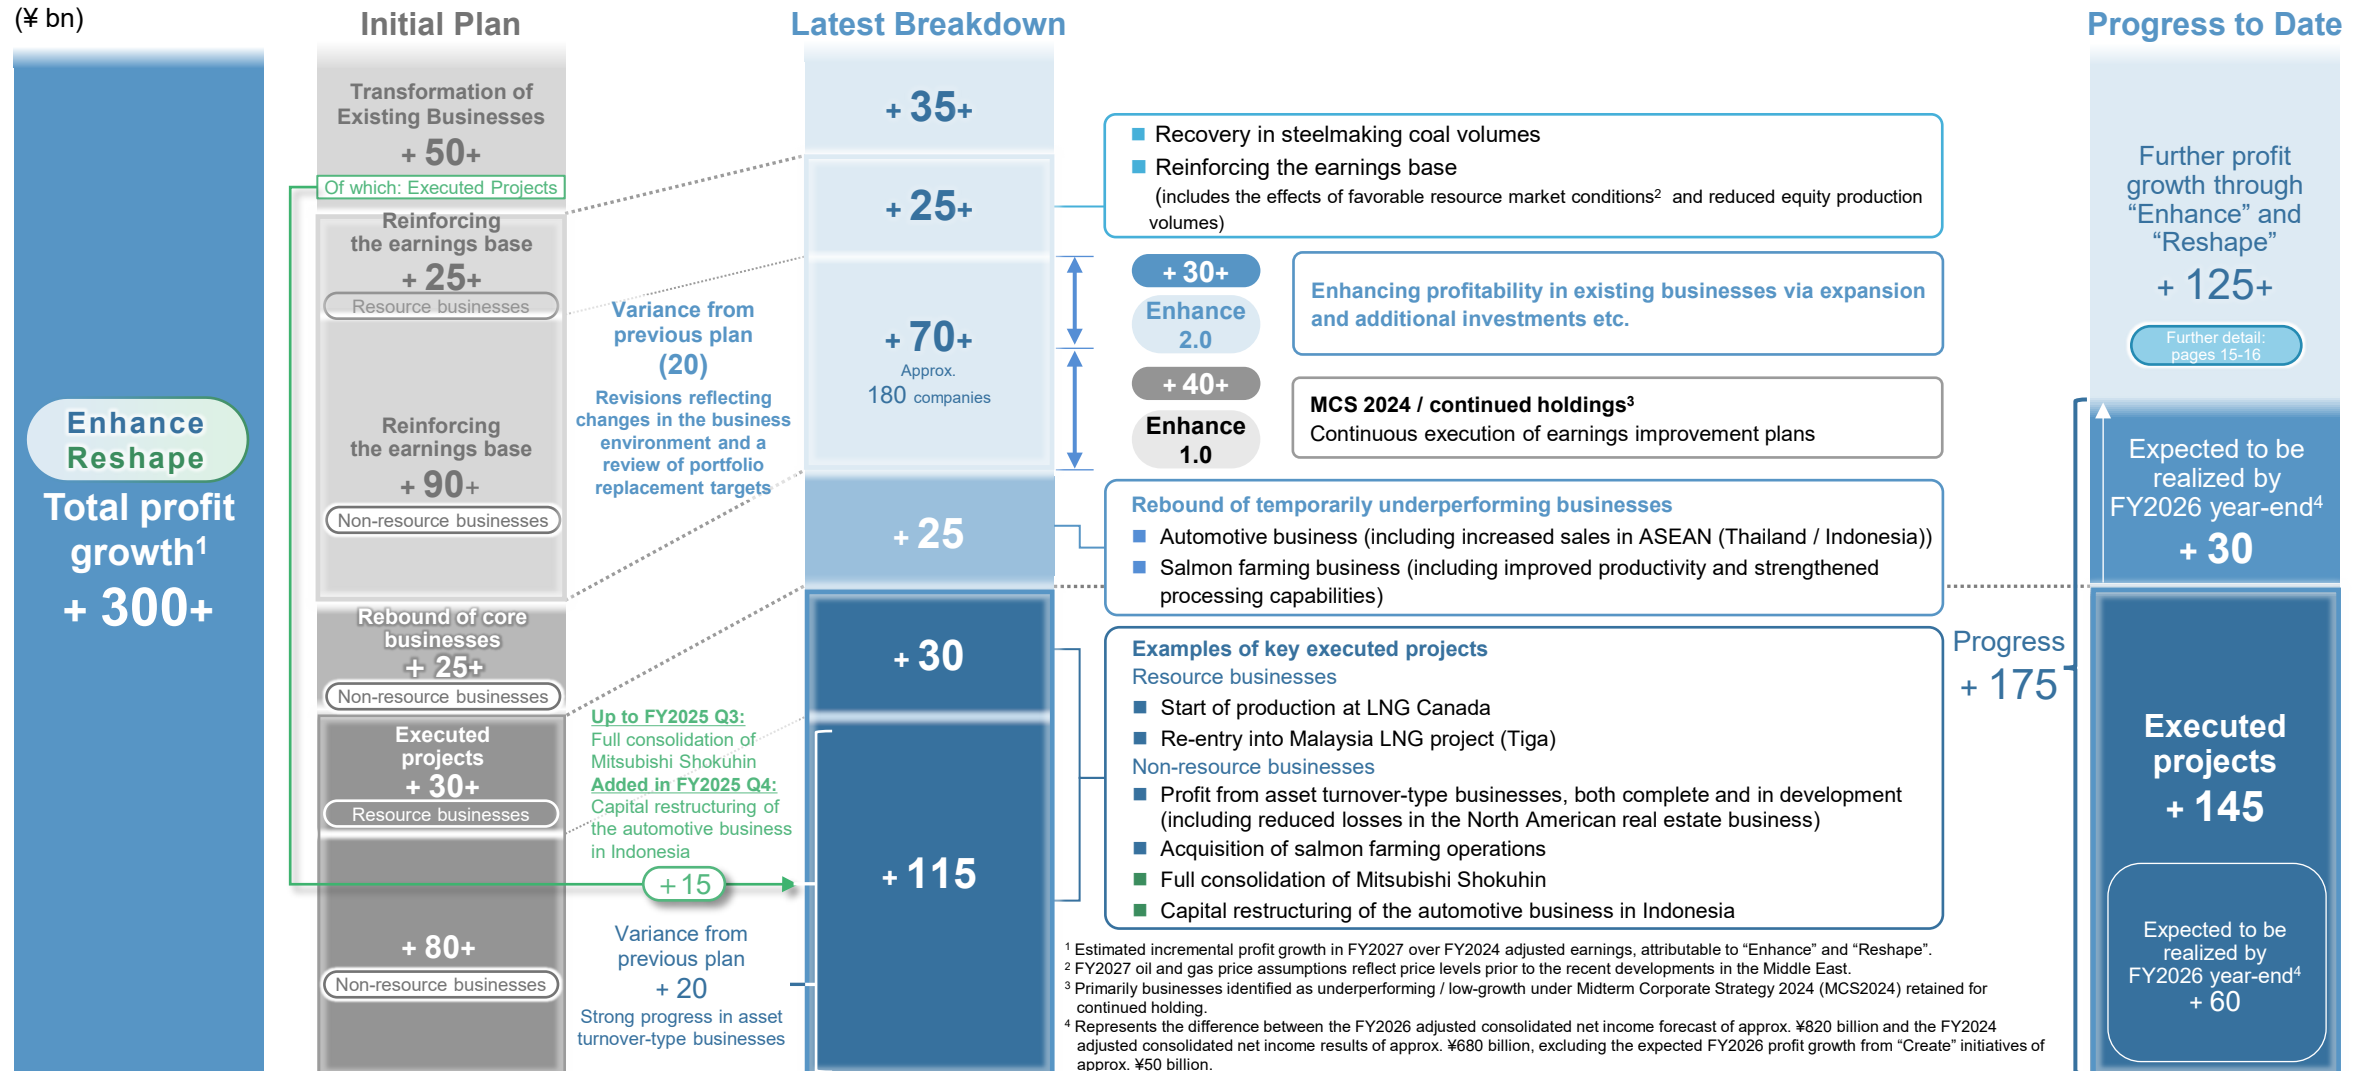 (¥ bn)
Initial Plan
Latest Breakdown
Progress to Date
Enhance
Reshape
Total profit
growth1
+ 300+
Transformation of
Existing Businesses
+ 50+
Of which: Executed Projects
Reinforcing
the earnings base
+ 25+
Resource businesses
Reinforcing
the earnings base
+ 90+
Non-resource businesses
Rebound of core
businesses
+ 25+
Non-resource businesses
Executed
projects
+ 30+
Resource businesses
+ 80+
Non-resource businesses
Variance from
previous plan
(20)
Revisions reflecting
changes in the business
environment and a
review of portfolio
replacement targets
Up to FY2025 Q3:
Full consolidation of
Mitsubishi Shokuhin
Added in FY2025 Q4:
Capital restructuring of
the automotive business
in Indonesia
+15
Variance from
previous plan
+ 20
Strong progress in asset
turnover-type businesses
+ 35+
+ 25+
+ 70+
Approx.
180 companies
+ 25
+ 30
+ 115
Recovery in steelmaking coal volumes
Reinforcing the earnings base
(includes the effects of favorable resource market conditions2 and reduced equity production
volumes)
+ 30+
Enhance
2.0
Enhancing profitability in existing businesses via expansion
and additional investments etc.
+ 40+
Enhance
1.0
MCS 2024 / continued holdings3
Continuous execution of earnings improvement plans
Rebound of temporarily underperforming businesses
Automotive business (including increased sales in ASEAN (Thailand / Indonesia))
Salmon farming business (including improved productivity and strengthened
processing capabilities)
Examples of key executed projects
Resource businesses
Start of production at LNG Canada
Re-entry into Malaysia LNG project (Tiga)
Non-resource businesses
Profit from asset turnover-type businesses, both complete and in development
(including reduced losses in the North American real estate business)
Acquisition of salmon farming operations
Full consolidation of Mitsubishi Shokuhin
Capital restructuring of the automotive business in Indonesia
1 Estimated incremental profit growth in FY2027 over FY2024 adjusted earnings, attributable to “Enhance” and “Reshape”.
2 FY2027 oil and gas price assumptions reflect price levels prior to the recent developments in the Middle East.
3 Primarily businesses identified as underperforming / low-growth under Midterm Corporate Strategy 2024 (MCS2024) retained for
continued holding.
4 Represents the difference between the FY2026 adjusted consolidated net income forecast of approx. ¥820 billion and the FY2024
adjusted consolidated net income results of approx. ¥680 billion, excluding the expected FY2026 profit growth from “Create” initiatives of
approx. ¥50 billion.
Progress
+ 175
Further profit
growth through
“Enhance” and
“Reshape”
+ 125+
Further detail:
pages 15-16
Expected to be
realized by
FY2026 year-end4
+ 30
Executed
projects
+ 145
Expected to be
realized by
FY2026 year-end4
+ 60